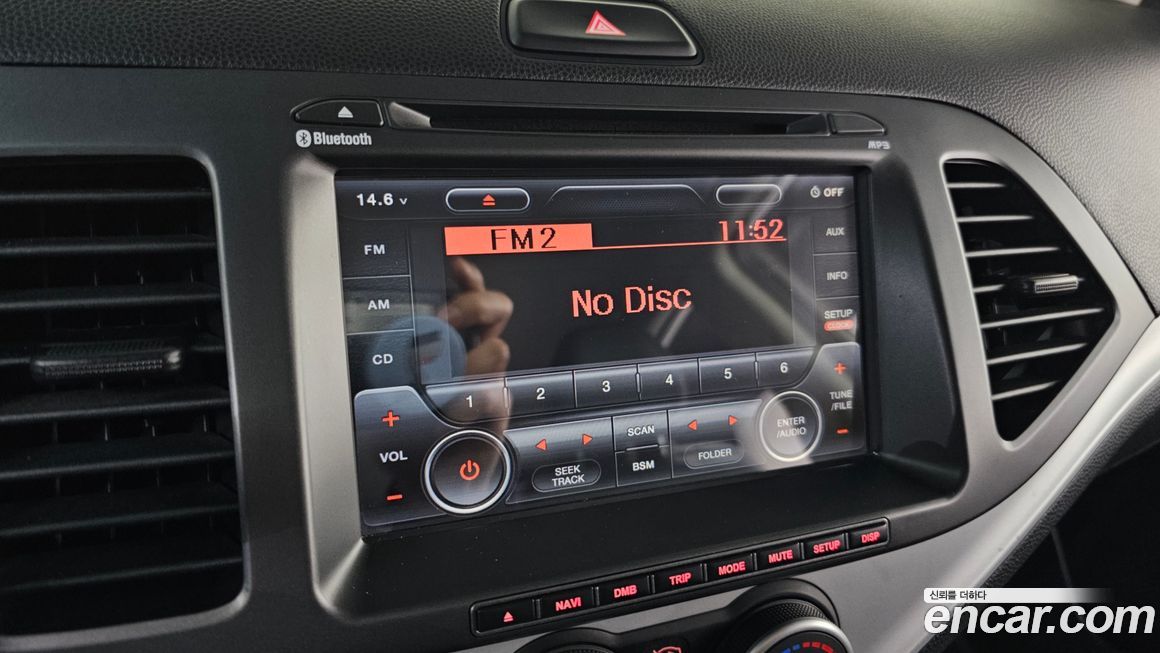 Bluetooth
MP3
14.6 v
OFF
FM2
11:52
No Disc
FM
AM
CD
AUX
INFO
SETUP
CLOCK
1 2 3 4 5 6
+
VOL
-
SEEK
TRACK
SCAN
BSM
FOLDER
ENTER
/AUDIO
+
TUNE
/FILE
-
NAVI DMB TRIP MODE MUTE SETUP DISP
신뢰를 더하다
encar.com